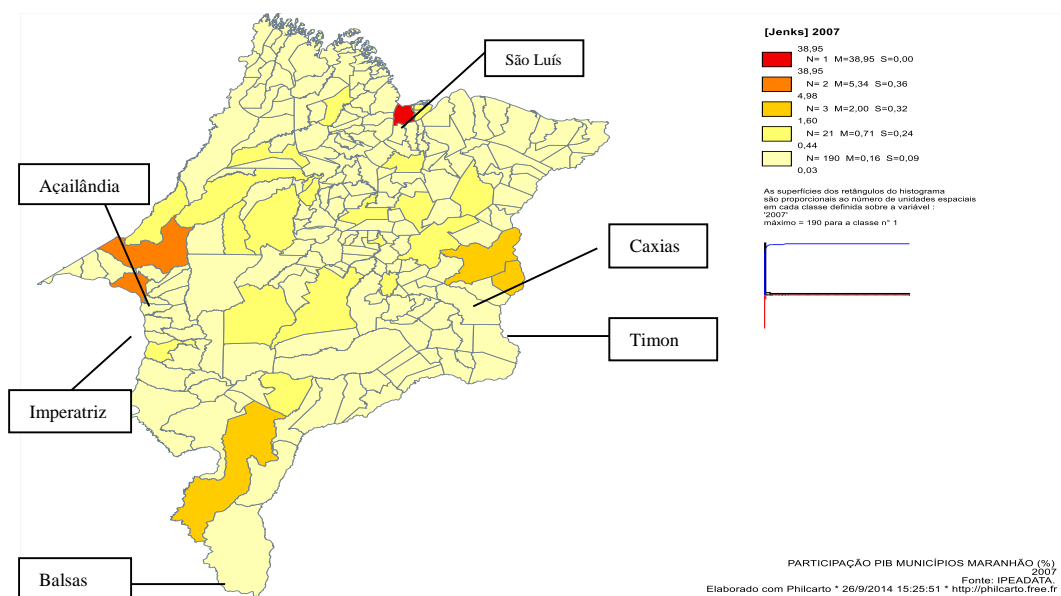 São Luís
Açailândia
Caxias
Timon
Imperatriz
Balsas
[Jenks] 2007
38,95
N= 1 M=38,95 S=0,00
38,95
N= 2 M=5,34 S=0,36
4,98
N= 3 M=2,00 S=0,32
1,60
N= 21 M=0,71 S=0,24
0,44
N= 190 M=0,16 S=0,09
0,03
As superfícies dos retângulos do histograma
são proporcionais ao número de unidades espaciais
em cada classe definida sobre a variável :
'2007'
máximo = 190 para a classe n° 1
PARTICIPAÇÃO PIB MUNICÍPIOS MARANHÃO (%)
2007
Fonte: IPEADATA.
Elaborado com Philcarto * 26/9/2014 15:25:51 * http://philcarto.free.fr